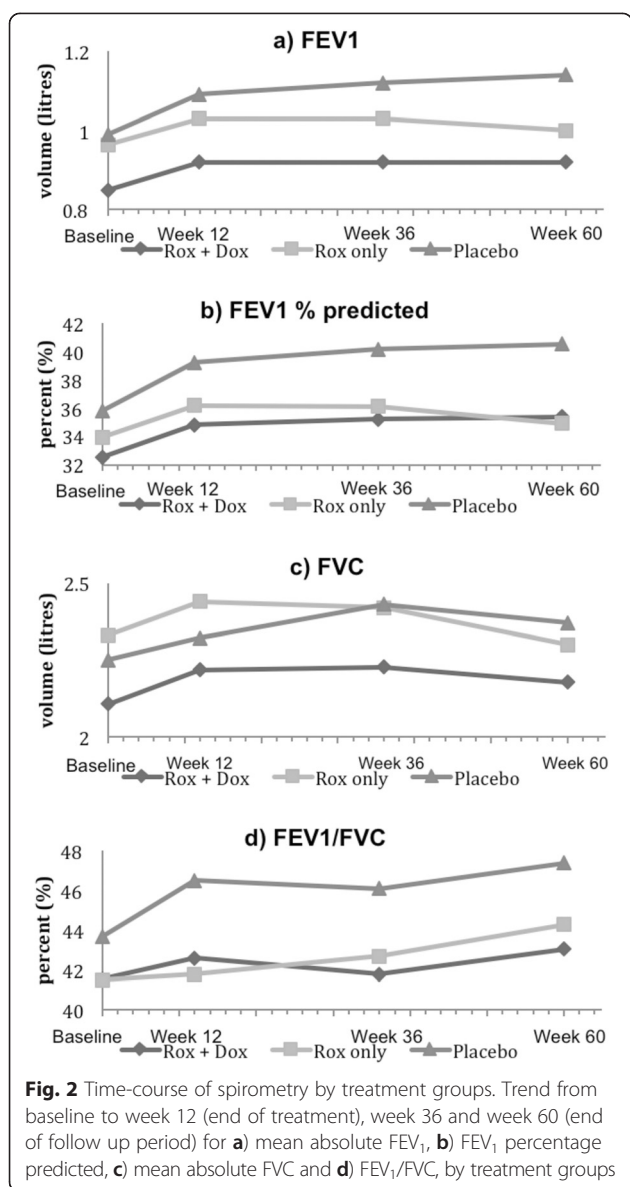 a) FEV1
volume (litres)
1.2
1
0.8
Baseline Week 12 Week 36 Week 60
Rox + Dox Rox only Placebo
b) FEV1 % predicted
percent (%)
42
40
38
36
34
32
Baseline Week 12 Week 36 Week 60
Rox + Dox Rox only Placebo
c) FVC
volume (litres)
2.5
2
Baseline Week 12 Week 36 Week 60
Rox + Dox Rox only Placebo
d) FEV1/FVC
percent (%)
48
46
44
42
40
Baseline Week 12 Week 36 Week 60
Rox + Dox Rox only Placebo
Fig. 2 Time-course of spirometry by treatment groups. Trend from
baseline to week 12 (end of treatment), week 36 and week 60 (end
of follow up period) for a) mean absolute FEV₁, b) FEV₁ percentage
predicted, c) mean absolute FVC and d) FEV₁/FVC, by treatment groups